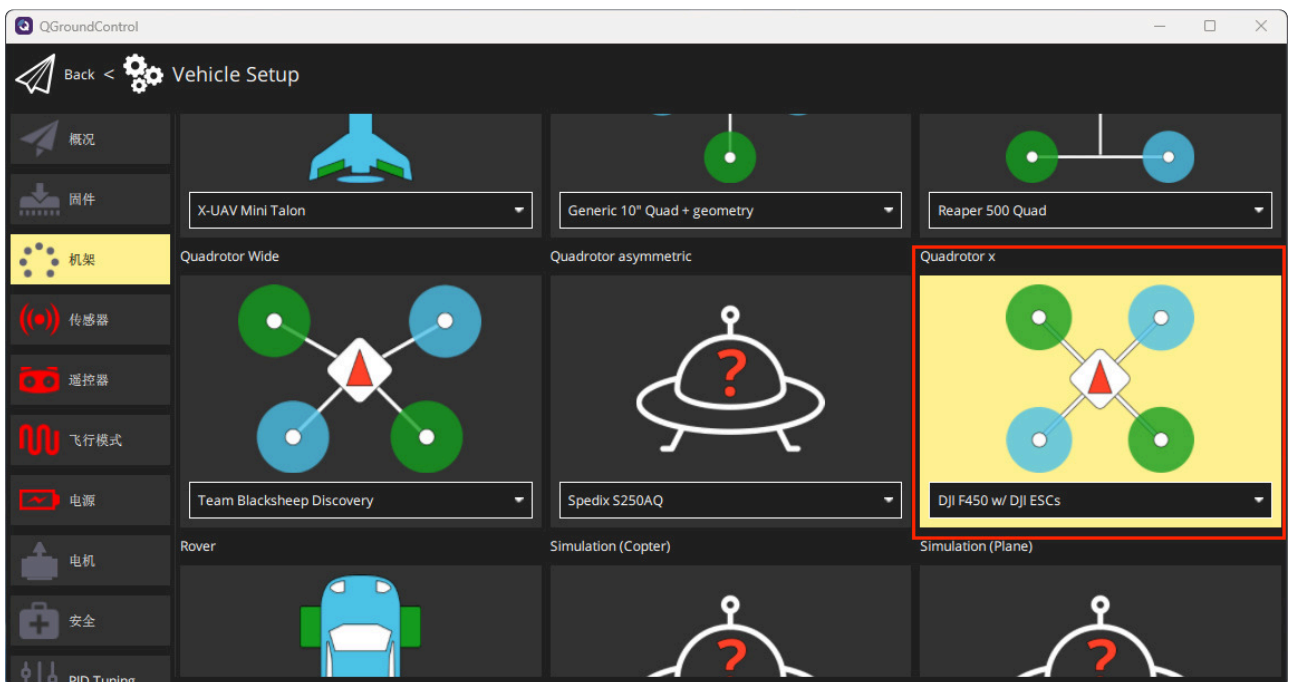 QGroundControl
Back < Vehicle Setup
概况
固件
机架
传感器
遥控器
飞行模式
电源
电机
安全
PID Tuning
X-UAV Mini Talon
Generic 10" Quad + geometry
Reaper 500 Quad
Quadrotor Wide
Quadrotor asymmetric
Quadrotor x
?
Team Blacksheep Discovery
Spedix S250AQ
DJI F450 w/ DJI ESCs
Rover
Simulation (Copter)
Simulation (Plane)
?
?